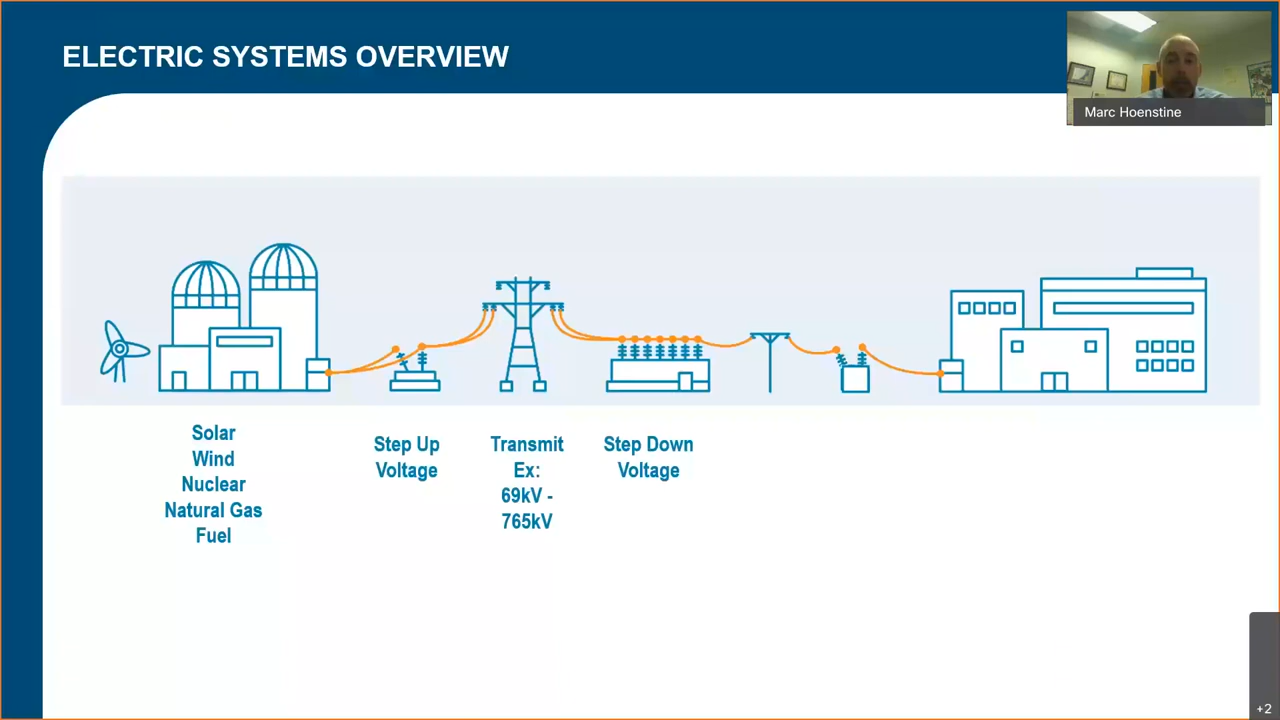 ELECTRIC SYSTEMS OVERVIEW
Marc Hoenstine
Solar
Wind
Nuclear
Natural Gas
Fuel
Step Up
Voltage
Transmit
Ex:
69kV -
765kV
Step Down
Voltage
+2